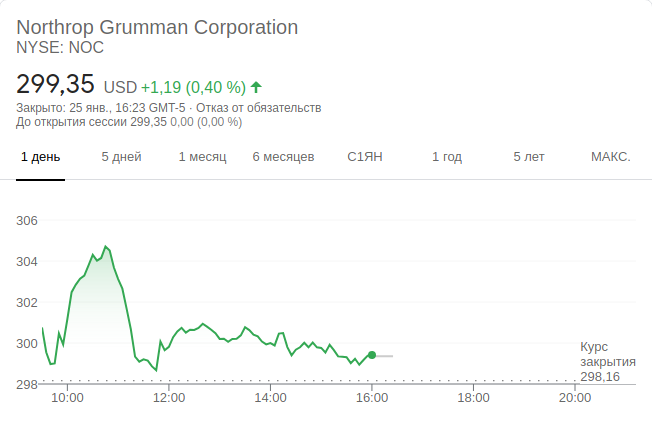 Northrop Grumman Corporation
NYSE: NOC
299,35 USD +1,19 (0,40 %)
Закрыто: 25 янв., 16:23 GMT-5 · Отказ от обязательств
До открытия сессии 299,35 0,00 (0,00 %)
1 день 5 дней 1 месяц 6 месяцев С1ЯН 1 год 5 лет МАКС.
306
304
302
300
298
Курс
закрытия
298,16
10:00 12:00 14:00 16:00 18:00 20:00